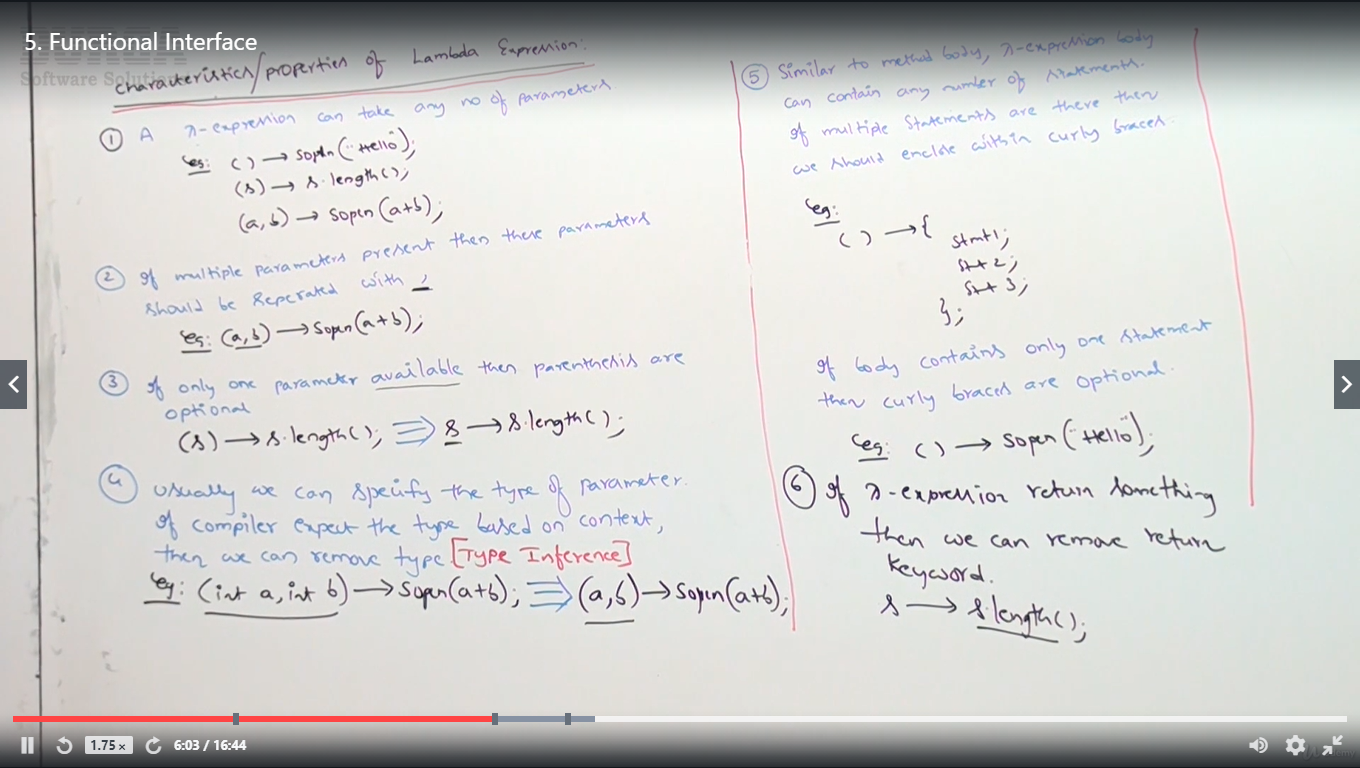 5. Functional Interface
Software Solutions
characteristics/properties of Lambda Expression:
① A λ-expression can take any no of parameters
eg: ( ) → sopln("Hello");
(s) → s.length();
(a, b) → sopln(a+b);
② If multiple parameters present then these parameters
should be seperated with ,
eg: (a, b) → sopln(a+b);
③ If only one parameter available then parenthesis are
optional
(s) → s.length(); ⇒ s → s.length();
④ Usually we can specify the type of parameter.
If compiler expect the type based on context,
then we can remove type [Type Inference]
eg: (int a, int b) → sopln(a+b); ⇒ (a, b) → sopln(a+b);
⑤ Similar to method body, λ-expression body
can contain any number of statements.
If multiple statements are there then
we should enclose within curly braces.
eg:
( ) → {
stmt1;
stt 2;
stt 3;
};
If body contains only one statement
then curly braces are optional.
eg: ( ) → sopln("Hello");
⑥ If λ-expression return something
then we can remove return
keyword.
s → s.length();
1.75 x
6:03 / 16:44